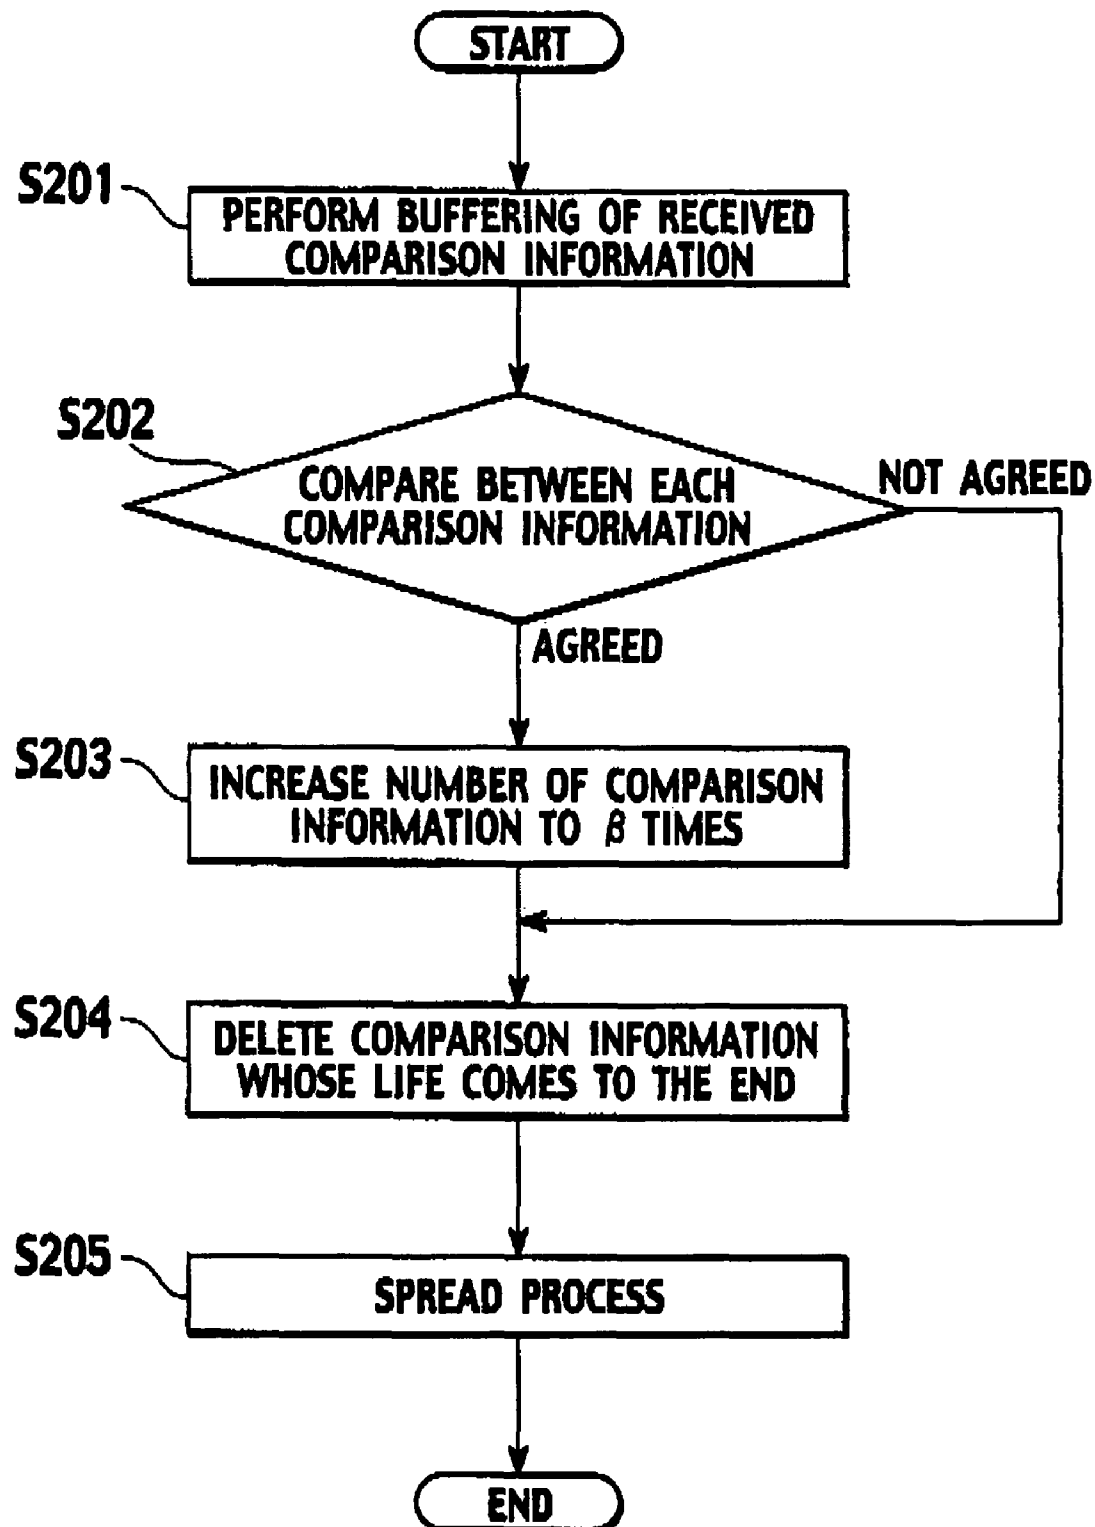 START
S201
PERFORM BUFFERING OF RECEIVED
COMPARISON INFORMATION
S202
COMPARE BETWEEN EACH
COMPARISON INFORMATION
NOT AGREED
AGREED
S203
INCREASE NUMBER OF COMPARISON
INFORMATION TO β TIMES
S204
DELETE COMPARISON INFORMATION
WHOSE LIFE COMES TO THE END
S205
SPREAD PROCESS
END